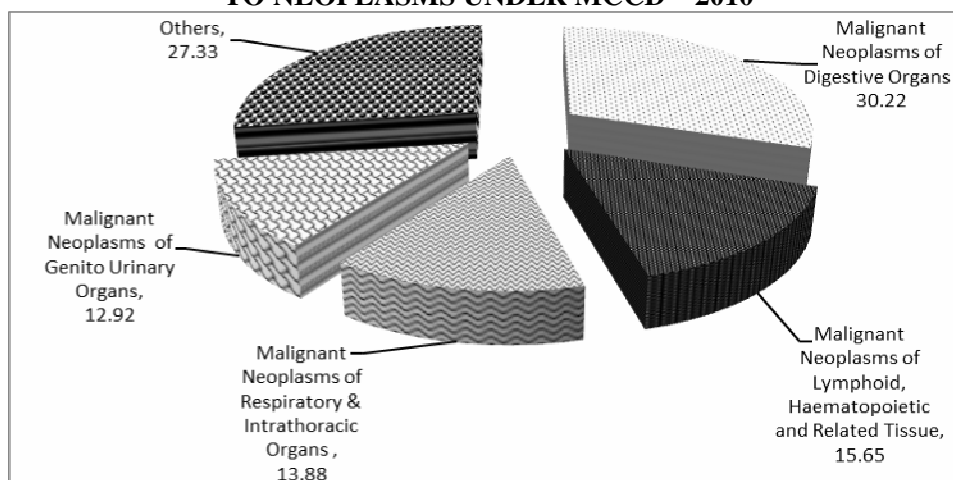 TO NEOPLASMS UNDER MCCD – 2010
Others,
27.33
Malignant
Neoplasms of
Digestive Organs
30.22
Malignant
Neoplasms of
Genito Urinary
Organs,
12.92
Malignant
Neoplasms of
Respiratory &
Intrathoracic
Organs ,
13.88
Malignant
Neoplasms of
Lymphoid,
Haematopoietic
and Related Tissue,
15.65